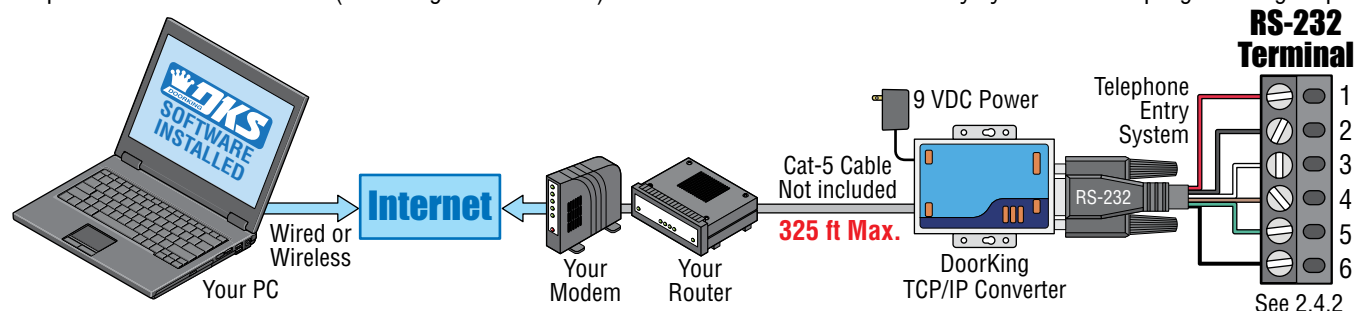 RS-232
Terminal
DOORKING
DKS
SOFTWARE
INSTALLED
Your PC
Wired or
Wireless
Internet
Your
Modem
Your
Router
Cat-5 Cable
Not included
325 ft Max.
9 VDC Power
DoorKing
TCP/IP Converter
RS-232
Telephone
Entry
System
1
2
3
4
5
6
See 2.4.2